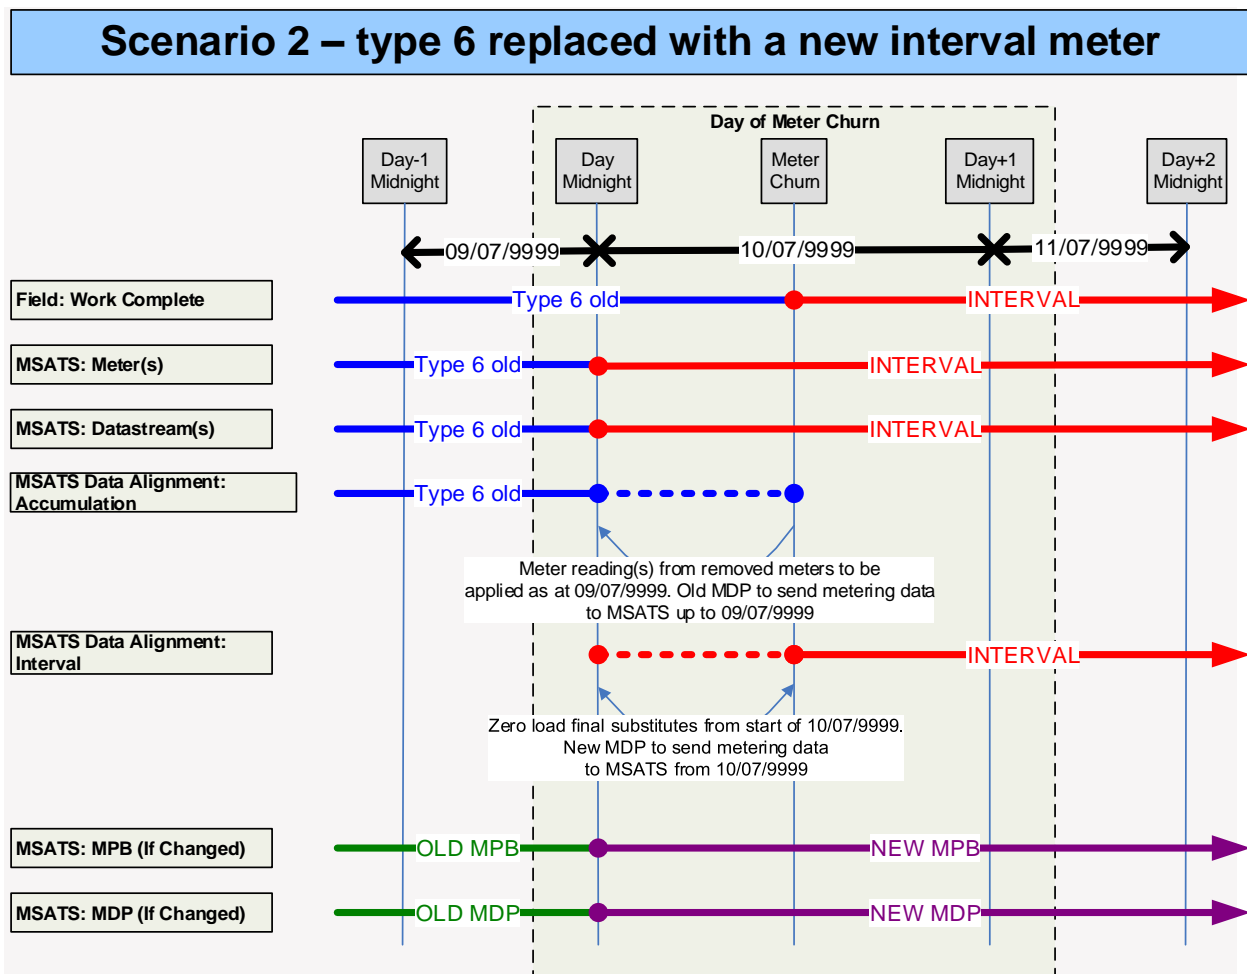 Scenario 2 – type 6 replaced with a new interval meter
Day of Meter Churn
Day-1
Midnight
Day
Midnight
Meter
Churn
Day+1
Midnight
Day+2
Midnight
09/07/9999
10/07/9999
11/07/9999
Field: Work Complete
Type 6 old
INTERVAL
MSATS: Meter(s)
Type 6 old
INTERVAL
MSATS: Datastream(s)
Type 6 old
INTERVAL
MSATS Data Alignment:
Accumulation
Type 6 old
Meter reading(s) from removed meters to be
applied as at 09/07/9999. Old MDP to send metering data
to MSATS up to 09/07/9999
MSATS Data Alignment:
Interval
INTERVAL
Zero load final substitutes from start of 10/07/9999.
New MDP to send metering data
to MSATS from 10/07/9999
MSATS: MPB (If Changed)
OLD MPB
NEW MPB
MSATS: MDP (If Changed)
OLD MDP
NEW MDP